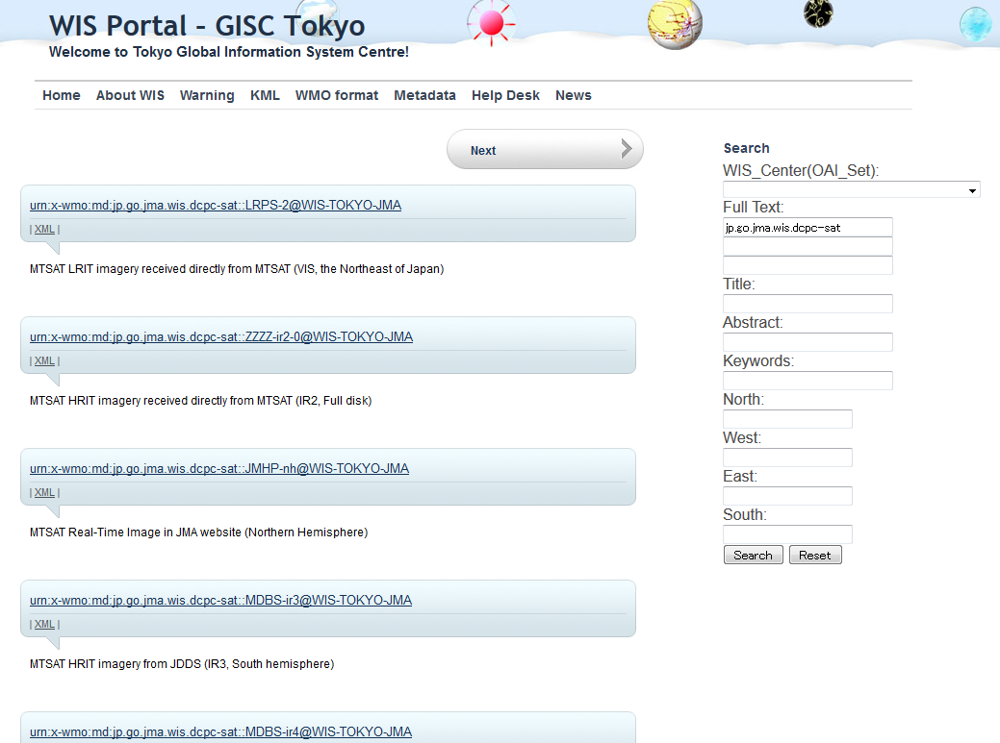 WIS Portal - GISC Tokyo
Welcome to Tokyo Global Information System Centre!
Home About WIS Warning KML WMO format Metadata Help Desk News
Next
urn:x-wmo:md:jp.go.jma.wis.dcpc-sat::LRPS-2@WIS-TOKYO-JMA
| XML |
MTSAT LRIT imagery received directly from MTSAT (VIS, the Northeast of Japan)
urn:x-wmo:md:jp.go.jma.wis.dcpc-sat::ZZZZ-ir2-0@WIS-TOKYO-JMA
| XML |
MTSAT HRIT imagery received directly from MTSAT (IR2, Full disk)
urn:x-wmo:md:jp.go.jma.wis.dcpc-sat::JMHP-nh@WIS-TOKYO-JMA
| XML |
MTSAT Real-Time Image in JMA website (Northern Hemisphere)
urn:x-wmo:md:jp.go.jma.wis.dcpc-sat::MDBS-ir3@WIS-TOKYO-JMA
| XML |
MTSAT HRIT imagery from JDDS (IR3, South hemisphere)
urn:x-wmo:md:jp.go.jma.wis.dcpc-sat::MDBS-ir4@WIS-TOKYO-JMA
Search
WIS_Center(OAI_Set):
Full Text:
jp.go.jma.wis.dcpc-sat
Title:
Abstract:
Keywords:
North:
West:
East:
South:
Search Reset